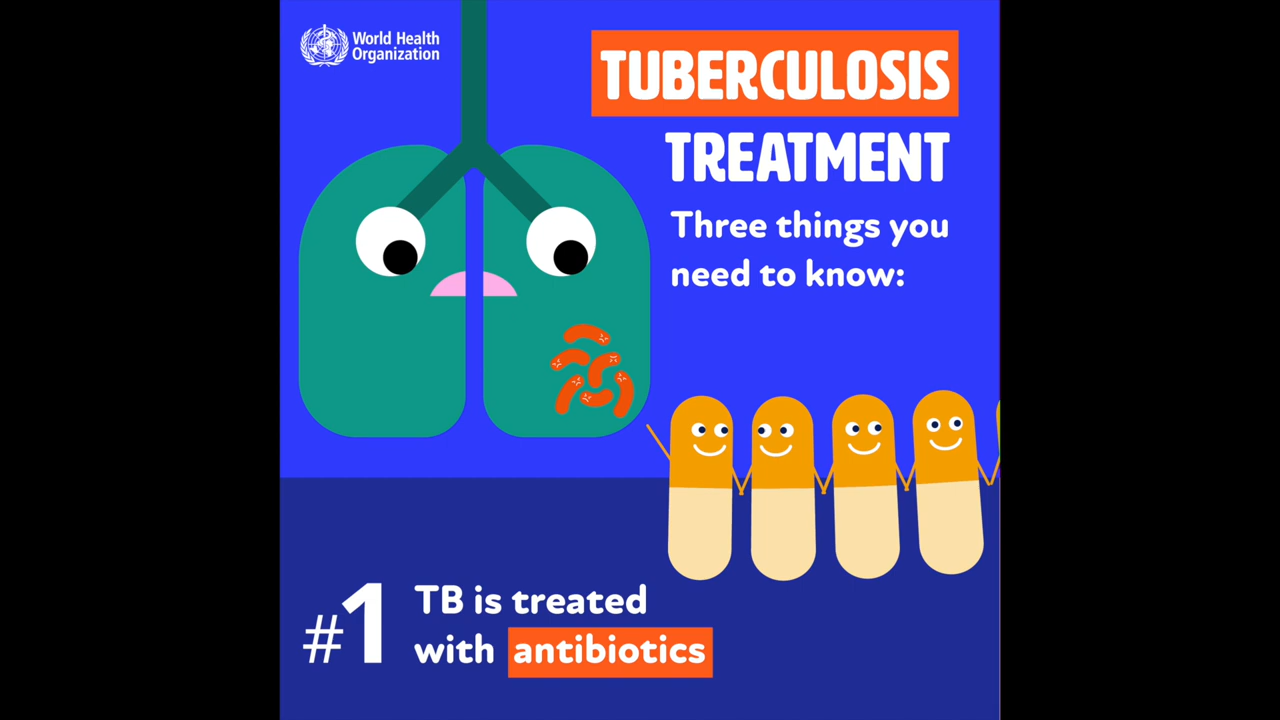 World Health
Organization
TUBERCULOSIS
TREATMENT
Three things you
need to know:
#1 TB is treated
with antibiotics